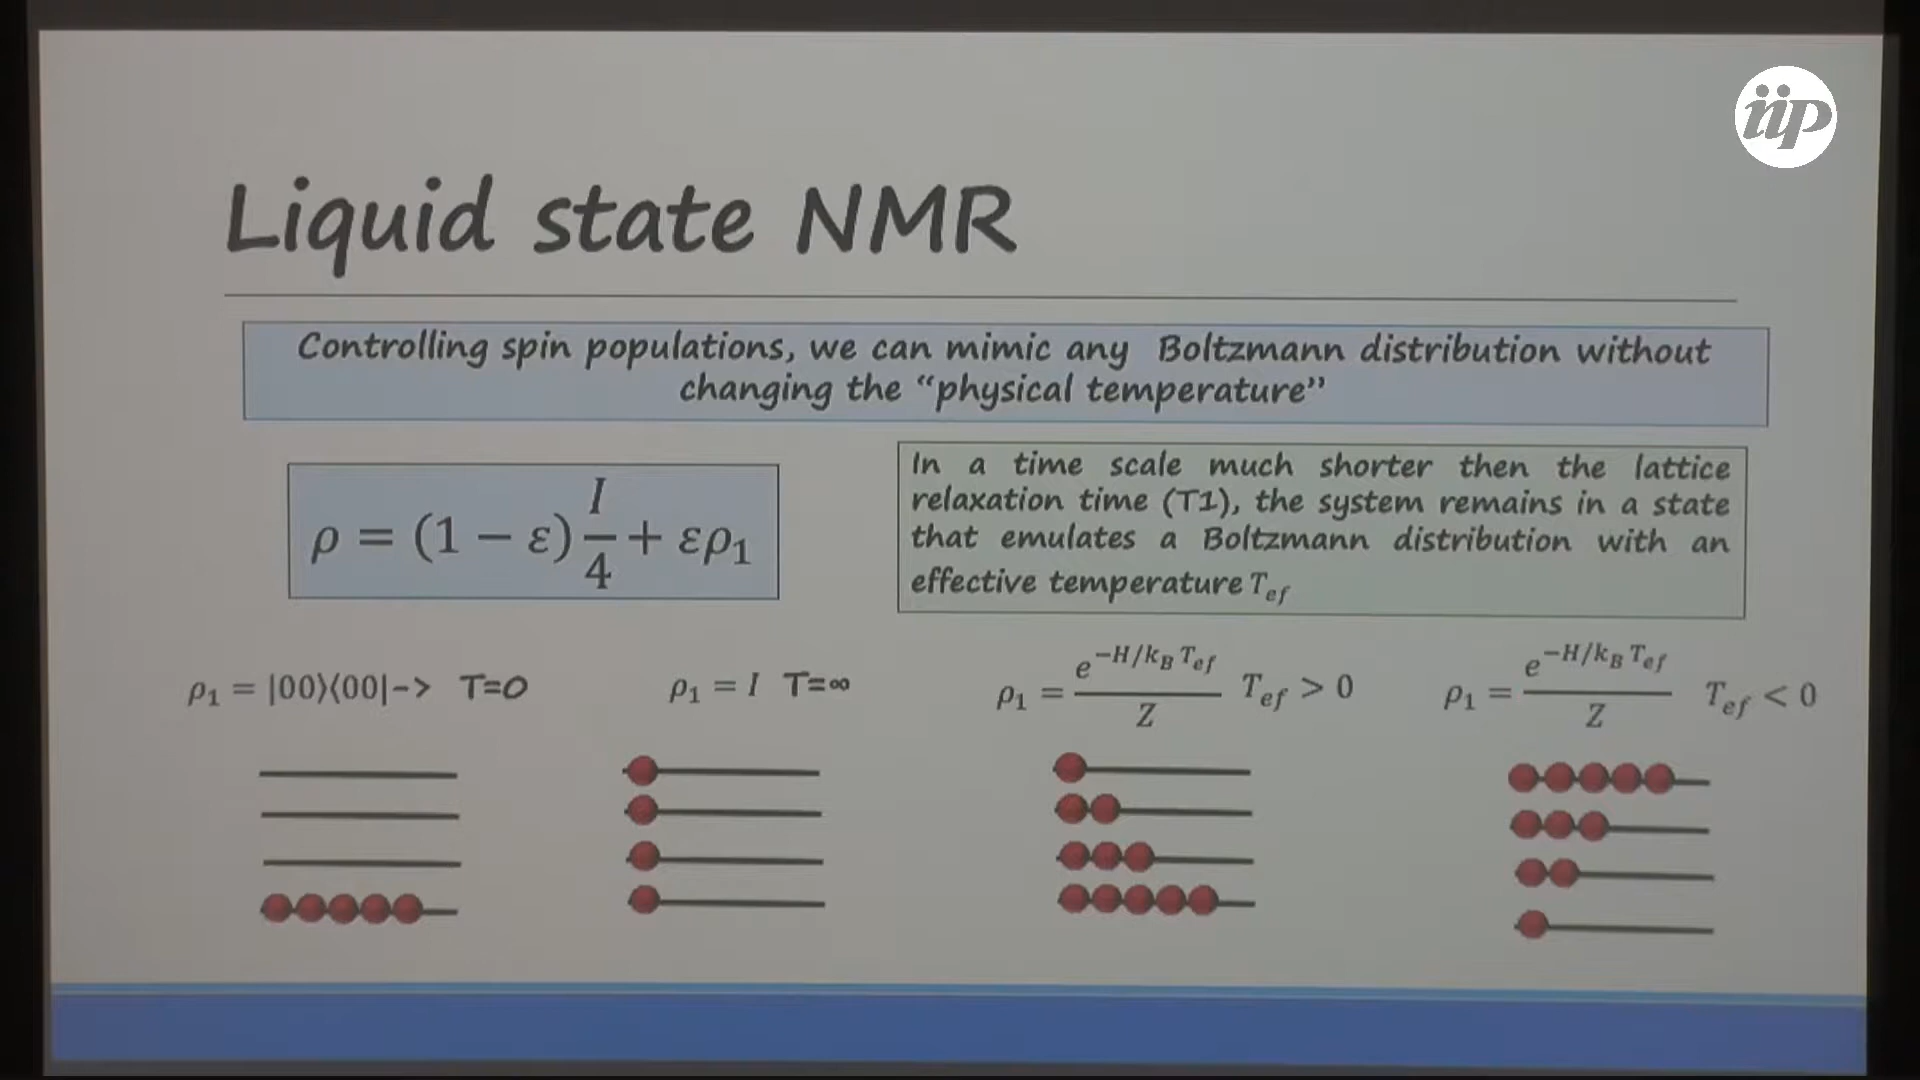 iip
Liquid state NMR
Controlling spin populations, we can mimic any Boltzmann distribution without
changing the “physical temperature”
ρ = (1 − ε) I/4 + ερ₁
In a time scale much shorter then the lattice
relaxation time (T1), the system remains in a state
that emulates a Boltzmann distribution with an
effective temperature T_ef
ρ₁ = |00⟩⟨00|−> T=0
ρ₁ = I T=∞
ρ₁ = e^(−H/k_B T_ef)/Z T_ef > 0
ρ₁ = e^(−H/k_B T_ef)/Z T_ef < 0